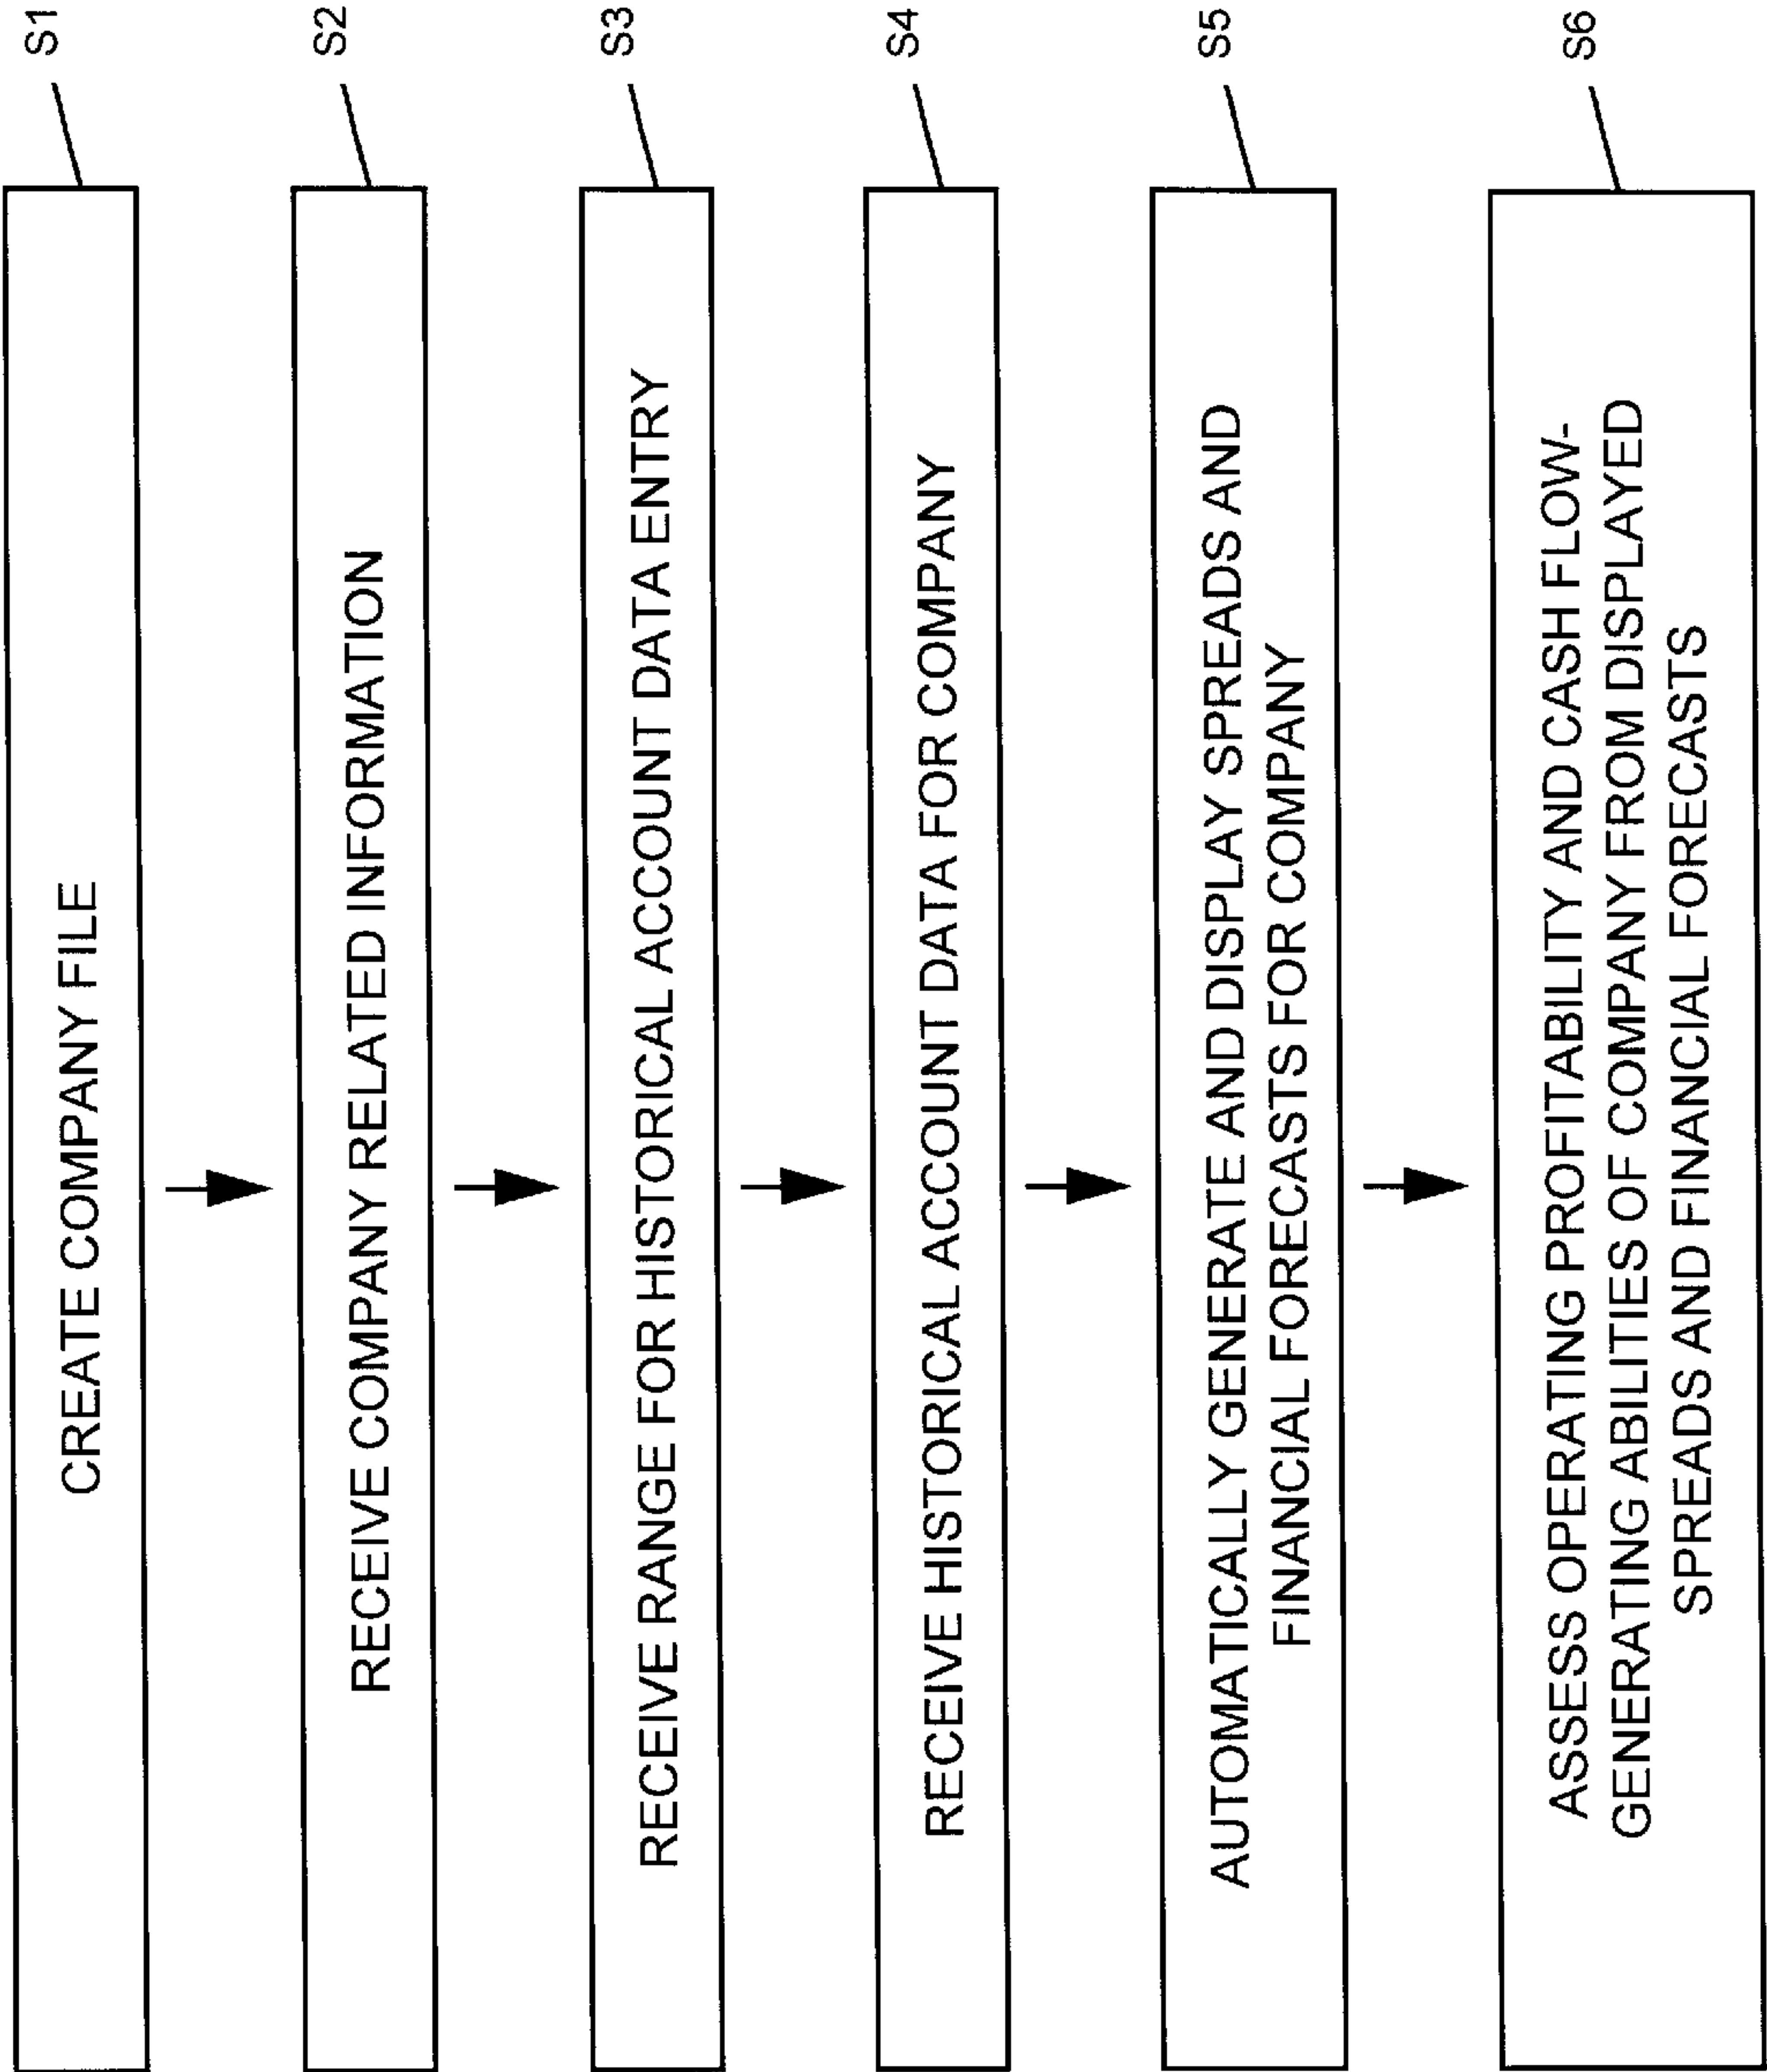 S1
CREATE COMPANY FILE
S2
RECEIVE COMPANY RELATED INFORMATION
S3
RECEIVE RANGE FOR HISTORICAL ACCOUNT DATA ENTRY
S4
RECEIVE HISTORICAL ACCOUNT DATA FOR COMPANY
S5
AUTOMATICALLY GENERATE AND DISPLAY SPREADS AND
FINANCIAL FORECASTS FOR COMPANY
S6
ASSESS OPERATING PROFITABILITY AND CASH FLOW-
GENERATING ABILITIES OF COMPANY FROM DISPLAYED
SPREADS AND FINANCIAL FORECASTS